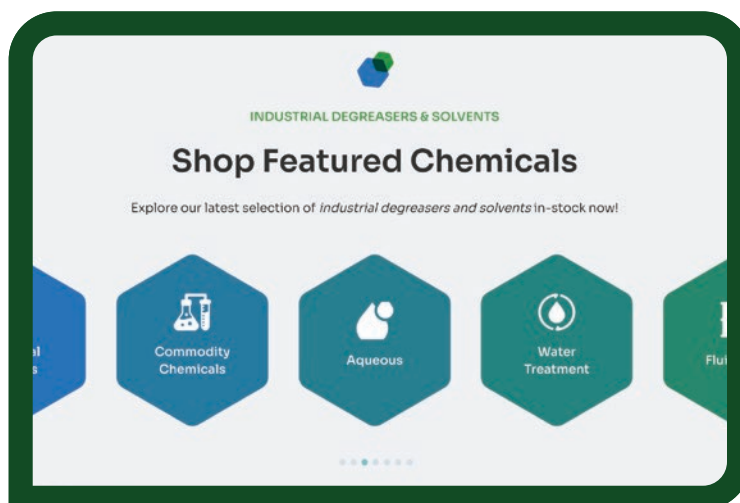 INDUSTRIAL DEGREASERS & SOLVENTS
Shop Featured Chemicals
Explore our latest selection of industrial degreasers and solvents in-stock now!
Commodity
Chemicals
Aqueous
Water
Treatment